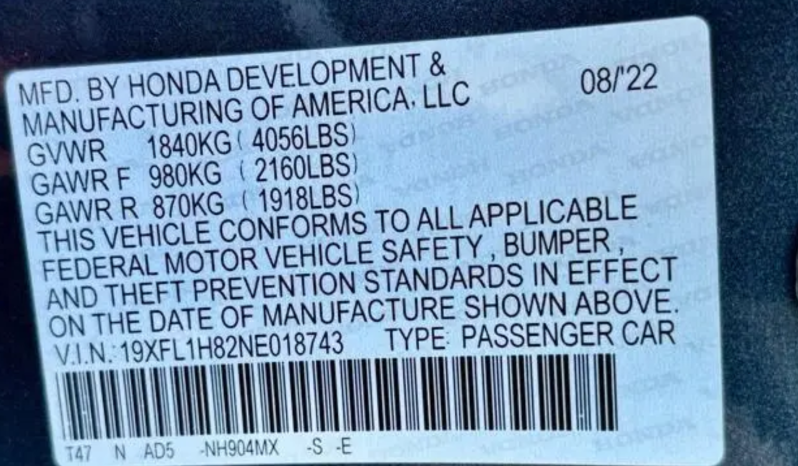 MFD. BY HONDA DEVELOPMENT &
MANUFACTURING OF AMERICA, LLC 08/'22
GVWR 1840KG ( 4056LBS)
GAWR F 980KG ( 2160LBS)
GAWR R 870KG ( 1918LBS)
THIS VEHICLE CONFORMS TO ALL APPLICABLE
FEDERAL MOTOR VEHICLE SAFETY , BUMPER ,
AND THEFT PREVENTION STANDARDS IN EFFECT
ON THE DATE OF MANUFACTURE SHOWN ABOVE.
V.I.N.:19XFL1H82NE018743 TYPE: PASSENGER CAR
T47 N AD5 -NH904MX -S -E